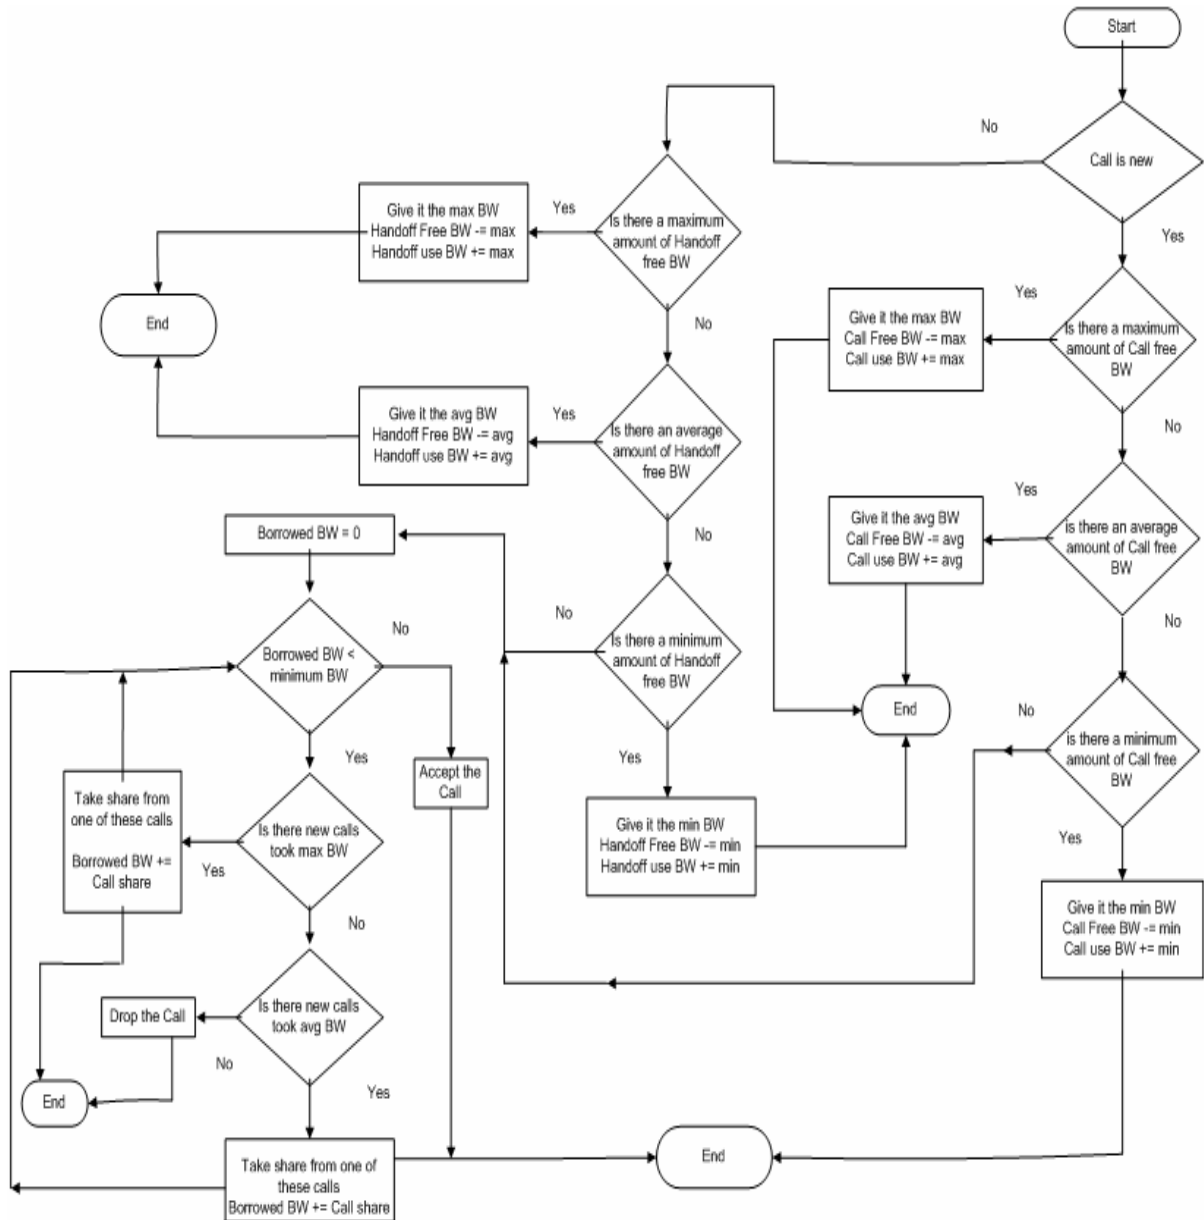 Start
No
Call is new
Yes
Give it the max BW
Handoff Free BW -= max
Handoff use BW += max
Yes
Is there a maximum
amount of Handoff
free BW
End
No
Give it the max BW
Call Free BW -= max
Call use BW += max
Yes
Is there a maximum
amount of Call free
BW
No
Give it the avg BW
Handoff Free BW -= avg
Handoff use BW += avg
Yes
Is there an average
amount of Handoff
free BW
No
Give it the avg BW
Call Free BW -= avg
Call use BW += avg
Yes
is there an average
amount of Call free
BW
No
Borrowed BW = 0
No
Is there a minimum
amount of Handoff
free BW
Yes
End
No
is there a minimum
amount of Call free
BW
Yes
Borrowed BW <
minimum BW
No
Yes
Accept the
Call
Give it the min BW
Handoff Free BW -= min
Handoff use BW += min
Give it the min BW
Call Free BW -= min
Call use BW += min
Take share from
one of these calls
Borrowed BW +=
Call share
Yes
Is there new calls
took max BW
No
Drop the Call
No
Is there new calls
took avg BW
Yes
End
Take share from one of
these calls
Borrowed BW += Call share
End